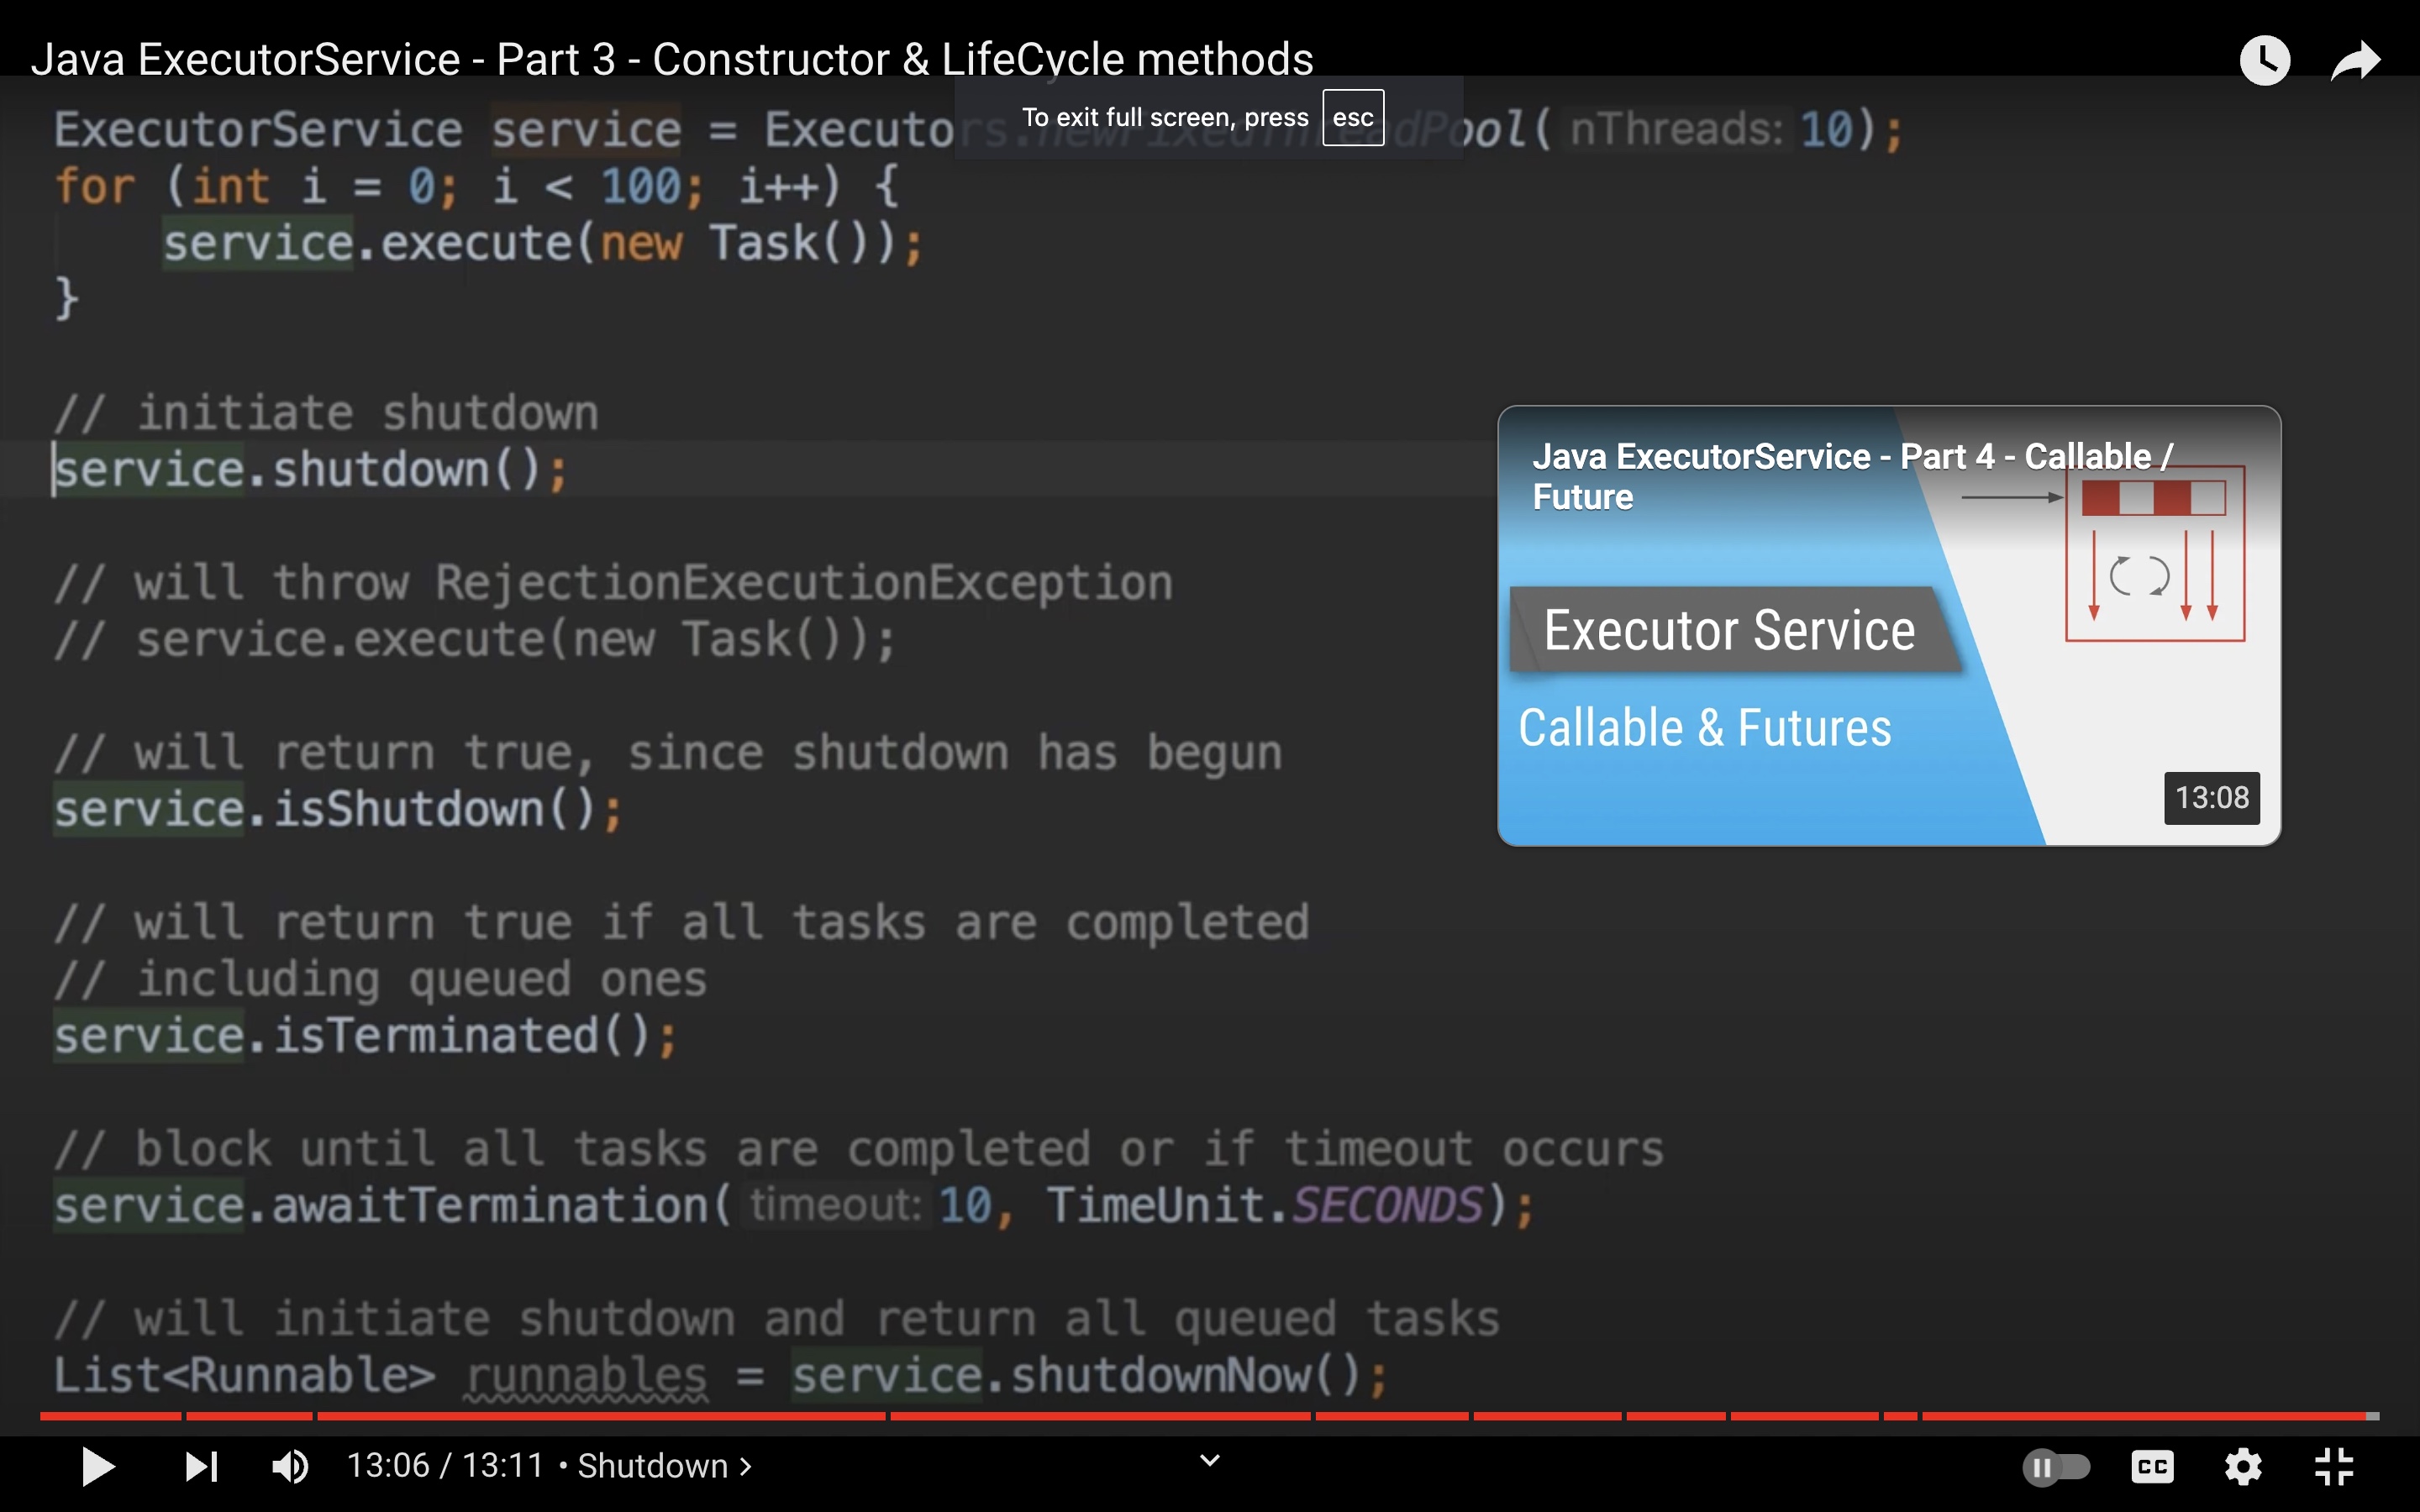 Java ExecutorService - Part 3 - Constructor & LifeCycle methods
To exit full screen, press esc
ExecutorService service = Executors.newFixedThreadPool( nThreads: 10);
for (int i = 0; i < 100; i++) {
service.execute(new Task());
}
// initiate shutdown
service.shutdown();
// will throw RejectionExecutionException
// service.execute(new Task());
// will return true, since shutdown has begun
service.isShutdown();
// will return true if all tasks are completed
// including queued ones
service.isTerminated();
// block until all tasks are completed or if timeout occurs
service.awaitTermination( timeout: 10, TimeUnit.SECONDS);
// will initiate shutdown and return all queued tasks
List<Runnable> runnables = service.shutdownNow();
Java ExecutorService - Part 4 - Callable /
Future
Executor Service
Callable & Futures
13:08
13:06 / 13:11 • Shutdown >
CC